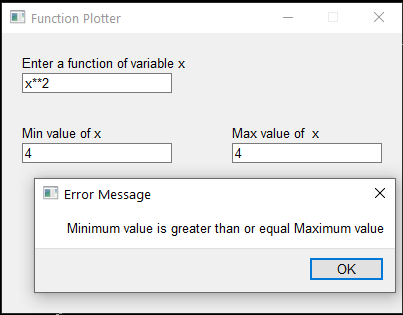 Function Plotter
Enter a function of variable x
x**2
Min value of x
Max value of  x
4
4
Error Message
Minimum value is greater than or equal Maximum value
OK